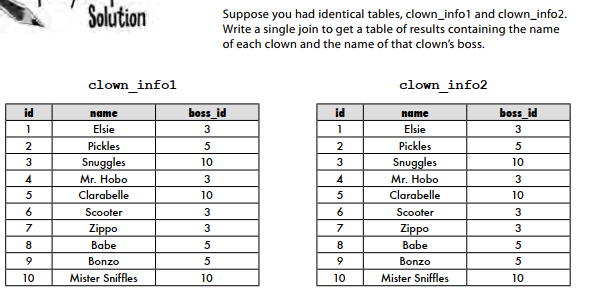 Solution
Suppose you had identical tables, clown_info1 and clown_info2.
Write a single join to get a table of results containing the name
of each clown and the name of that clown's boss.
clown_info1 clown_info2
id name boss_id id name boss_id
1 Elsie 3 1 Elsie 3
2 Pickles 5 2 Pickles 5
3 Snuggles 10 3 Snuggles 10
4 Mr. Hobo 3 4 Mr. Hobo 3
5 Clarabelle 10 5 Clarabelle 10
6 Scooter 3 6 Scooter 3
7 Zippo 3 7 Zippo 3
8 Babe 5 8 Babe 5
9 Bonzo 5 9 Bonzo 5
10 Mister Sniffles 10 10 Mister Sniffles 10